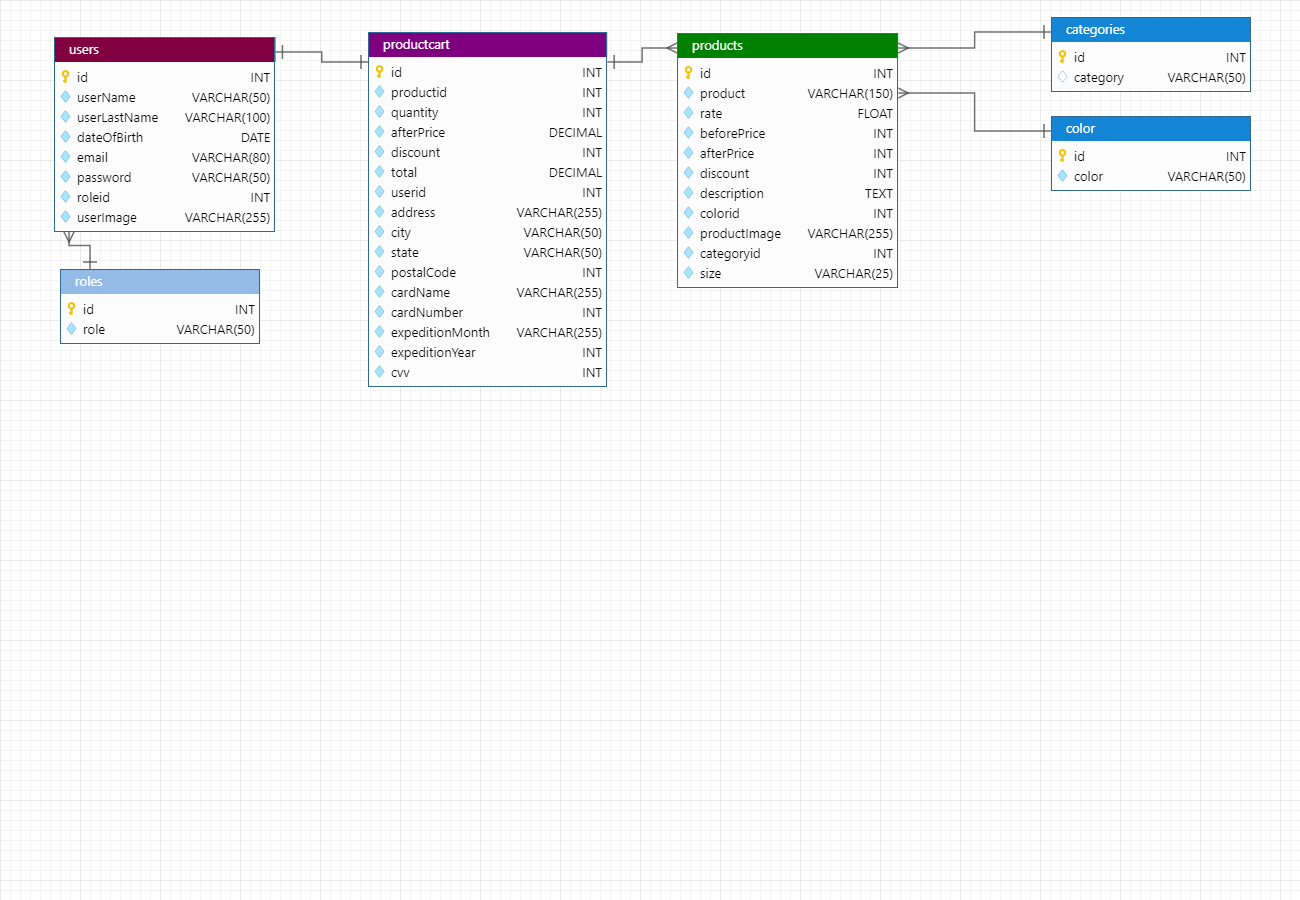 users
id INT
userName VARCHAR(50)
userLastName VARCHAR(100)
dateOfBirth DATE
email VARCHAR(80)
password VARCHAR(50)
roleid INT
userImage VARCHAR(255)
roles
id INT
role VARCHAR(50)
productcart
id INT
productid INT
quantity INT
afterPrice DECIMAL
discount INT
total DECIMAL
userid INT
address VARCHAR(255)
city VARCHAR(50)
state VARCHAR(50)
postalCode INT
cardName VARCHAR(255)
cardNumber INT
expeditionMonth VARCHAR(255)
expeditionYear INT
cvv INT
products
id INT
product VARCHAR(150)
rate FLOAT
beforePrice INT
afterPrice INT
discount INT
description TEXT
colorid INT
productImage VARCHAR(255)
categoryid INT
size VARCHAR(25)
categories
id INT
category VARCHAR(50)
color
id INT
color VARCHAR(50)